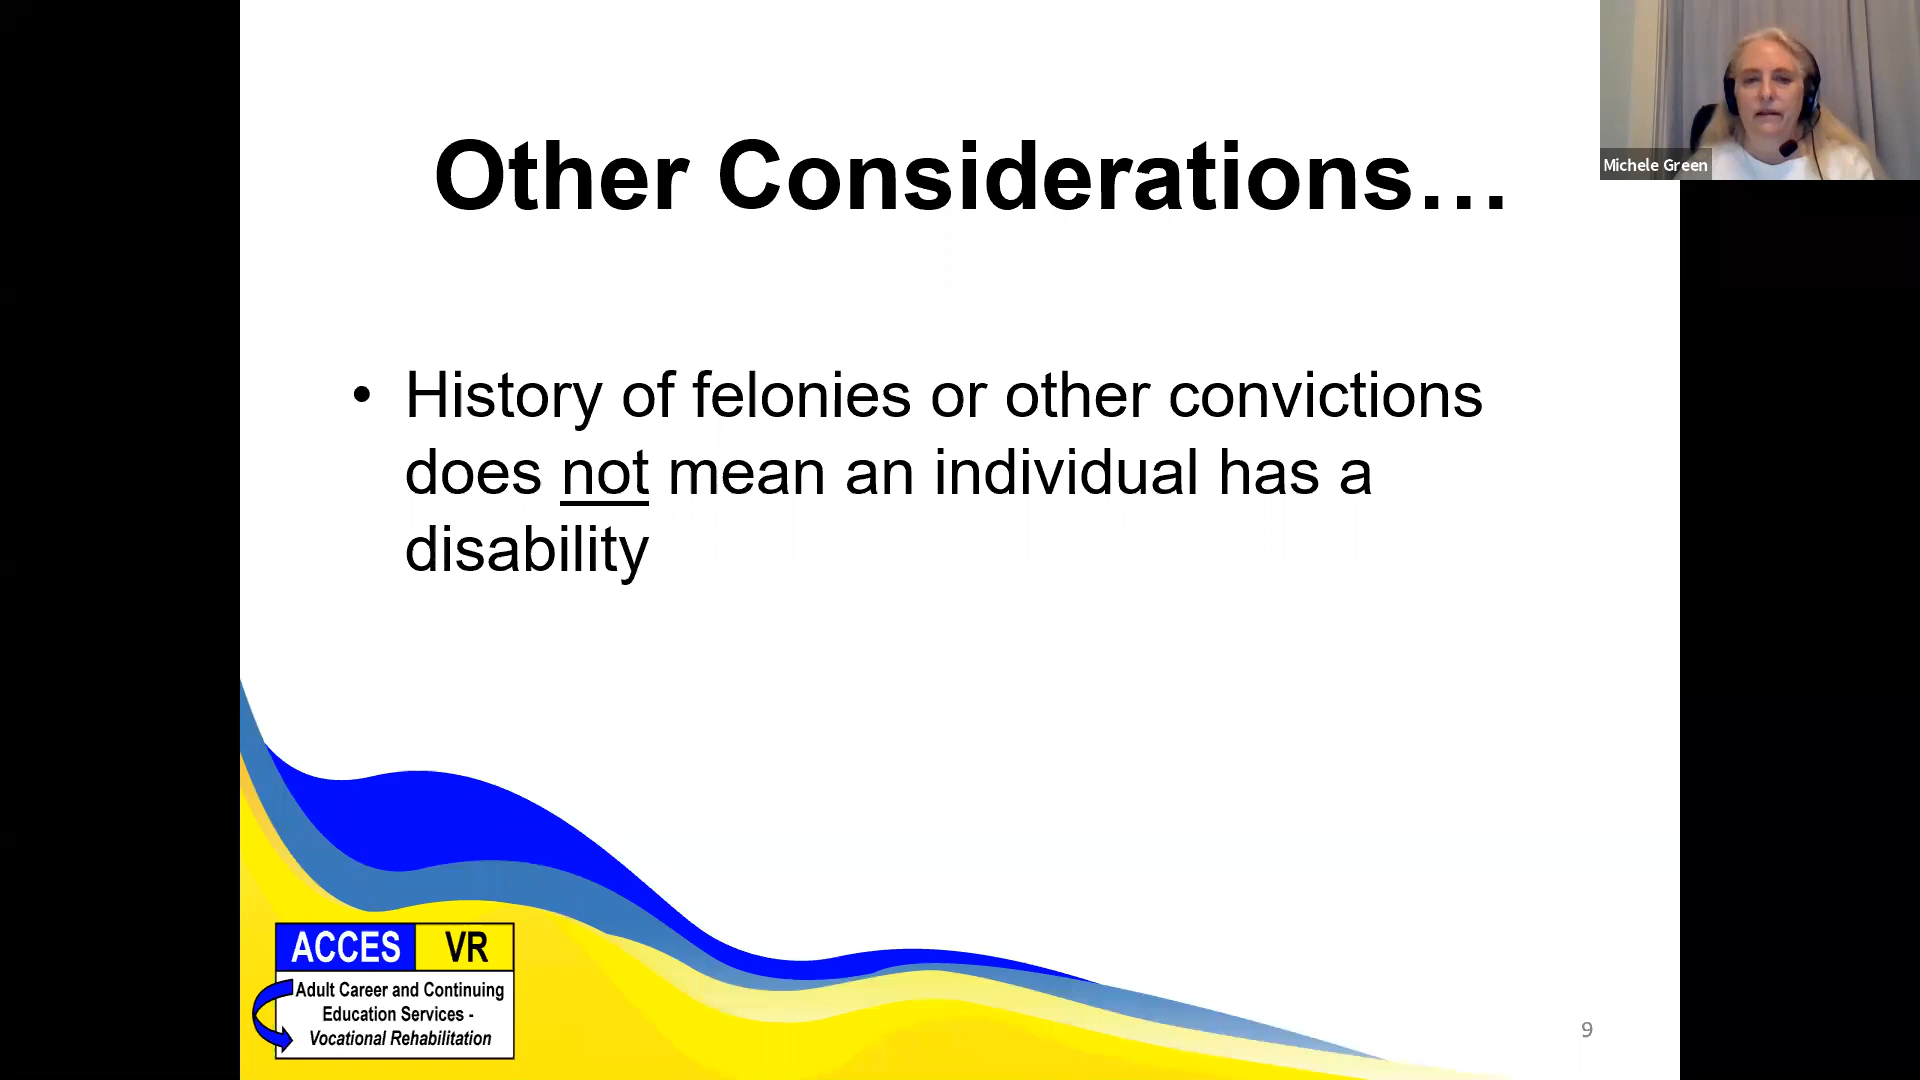 Other Considerations…
Michele Green
• History of felonies or other convictions
does not mean an individual has a
disability
ACCES VR
Adult Career and Continuing
Education Services -
Vocational Rehabilitation
9